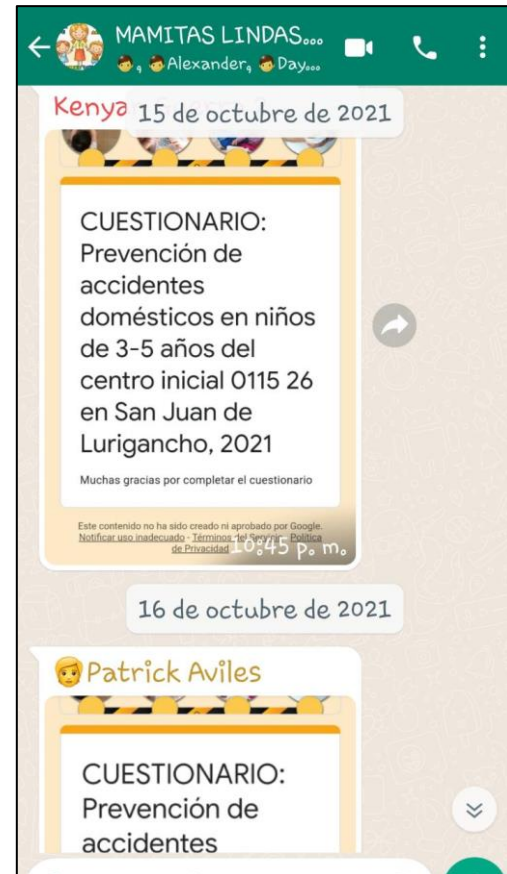 MAMITAS LINDAS...
, Alexander, Day...
Kenya
15 de octubre de 2021
CUESTIONARIO:
Prevención de
accidentes
domésticos en niños
de 3-5 años del
centro inicial 0115 26
en San Juan de
Lurigancho, 2021
Muchas gracias por completar el cuestionario
Este contenido no ha sido creado ni aprobado por Google.
Notificar uso inadecuado - Términos del Servicio - Política
de Privacidad
10:45 p. m.
16 de octubre de 2021
Patrick Aviles
CUESTIONARIO:
Prevención de
accidentes